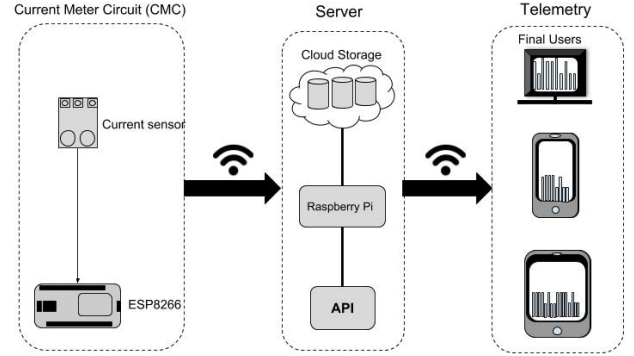 Current Meter Circuit (CMC)
Current sensor
ESP8266
Server
Cloud Storage
Raspberry Pi
API
Telemetry
Final Users